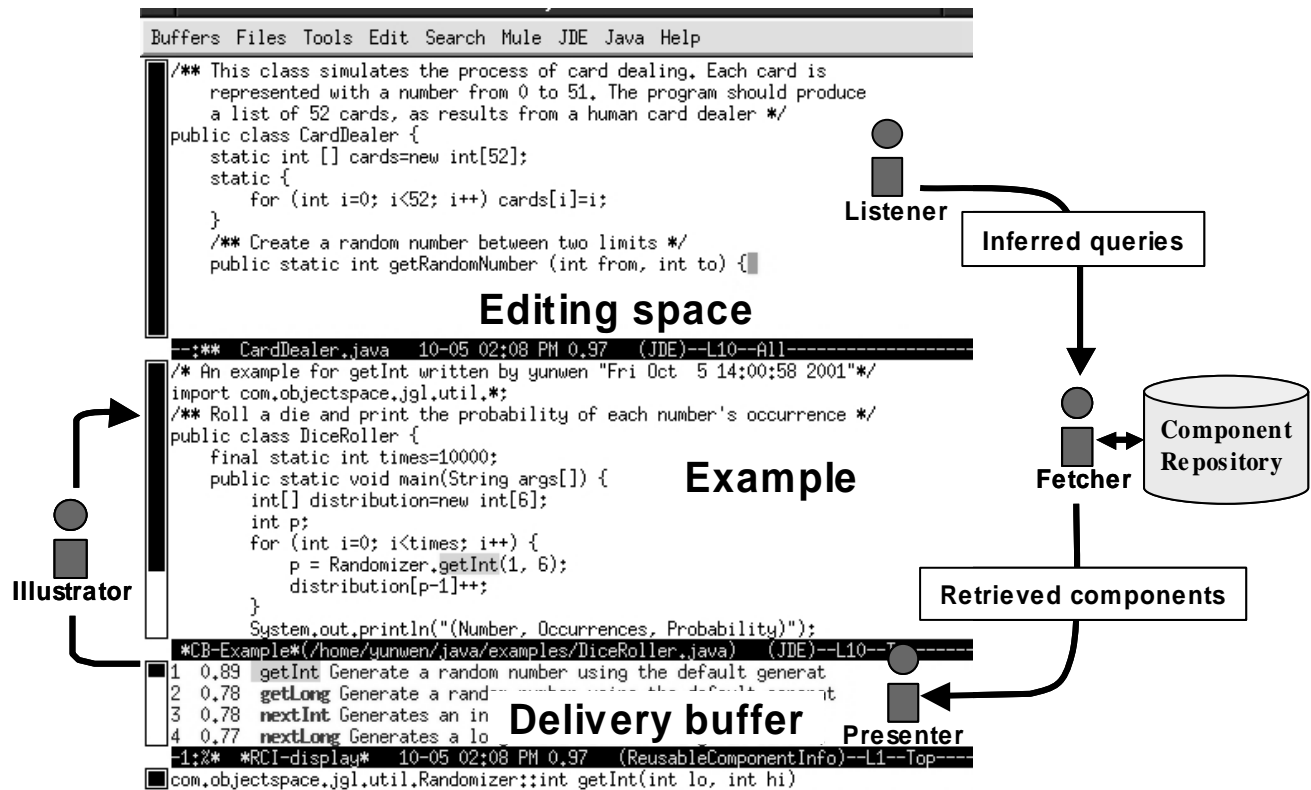 Buffers Files Tools Edit Search Mule JDE Java Help
/** This class simulates the process of card dealing. Each card is
represented with a number from 0 to 51. The program should produce
a list of 52 cards, as results from a human card dealer */
public class CardDealer {
static int [] cards=new int[52];
static {
for (int i=0; i<52; i++) cards[i]=i;
}
/** Create a random number between two limits */
public static int getRandomNumber (int from, int to) {
Editing space
--:** CardDealer.java 10-05 02:08 PM 0.97 (JDE)--L10--All--------------------
/* An example for getInt written by yunwen "Fri Oct 5 14:00:58 2001"*/
import com.objectspace.jgl.util.*;
/** Roll a die and print the probability of each number's occurrence */
public class DiceRoller {
final static int times=10000;
public static void main(String args[]) {
int[] distribution=new int[6];
int p;
for (int i=0; i<times; i++) {
p = Randomizer.getInt(1, 6);
distribution[p-1]++;
}
System.out.println("(Number, Occurrences, Probability)");
Example
*CB-Example*(/home/yunwen/java/examples/DiceRoller.java) (JDE)--L10--
1 0.89 getInt Generate a random number using the default generat
2 0.78 getLong Generate a random number using the default generat
3 0.78 nextInt Generates an in
4 0.77 nextLong Generates a lo
Delivery buffer
-1:%* *RCI-display* 10-05 02:08 PM 0.97 (ReusableComponentInfo)--L1--Top----
com.objectspace.jgl.util.Randomizer::int getInt(int lo, int hi)
Listener
Inferred queries
Fetcher
Component
Repository
Retrieved components
Presenter
Illustrator